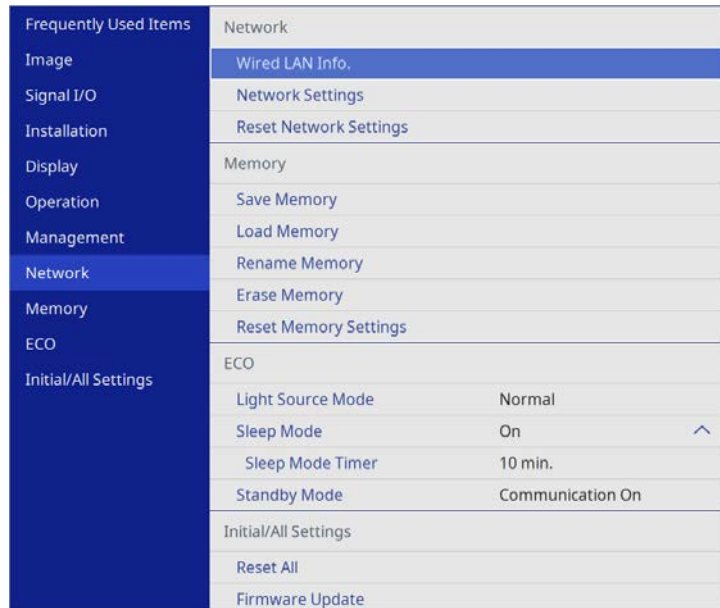 Frequently Used Items
Image
Signal I/O
Installation
Display
Operation
Management
Network
Memory
ECO
Initial/All Settings
Network
Wired LAN Info.
Network Settings
Reset Network Settings
Memory
Save Memory
Load Memory
Rename Memory
Erase Memory
Reset Memory Settings
ECO
Light Source Mode Normal
Sleep Mode On
Sleep Mode Timer 10 min.
Standby Mode Communication On
Initial/All Settings
Reset All
Firmware Update